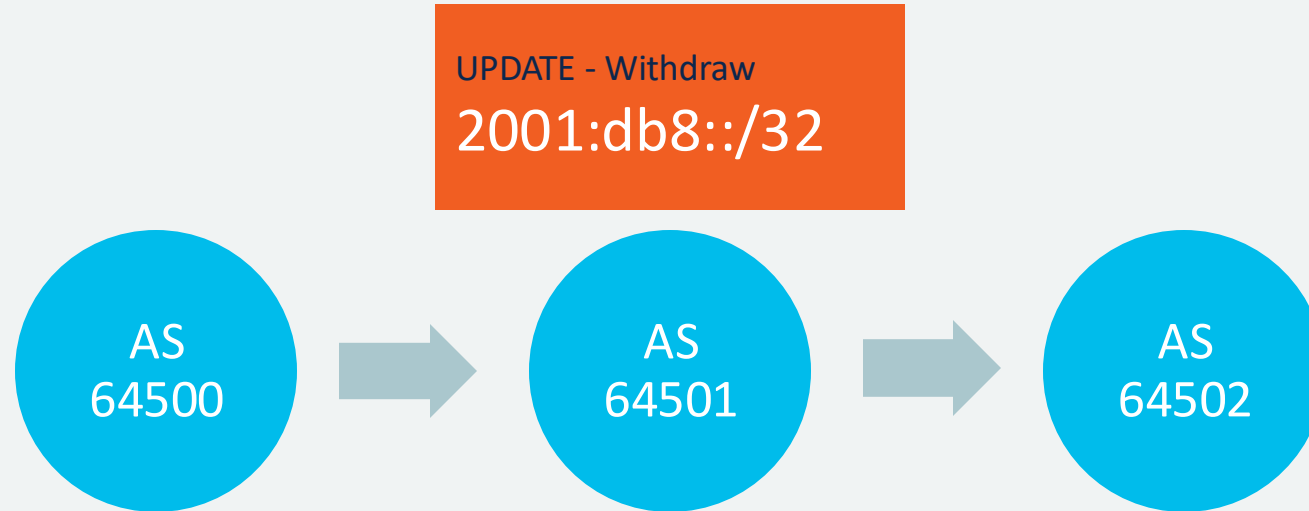 UPDATE - Withdraw
2001:db8::/32
AS
64500
AS
64501
AS
64502